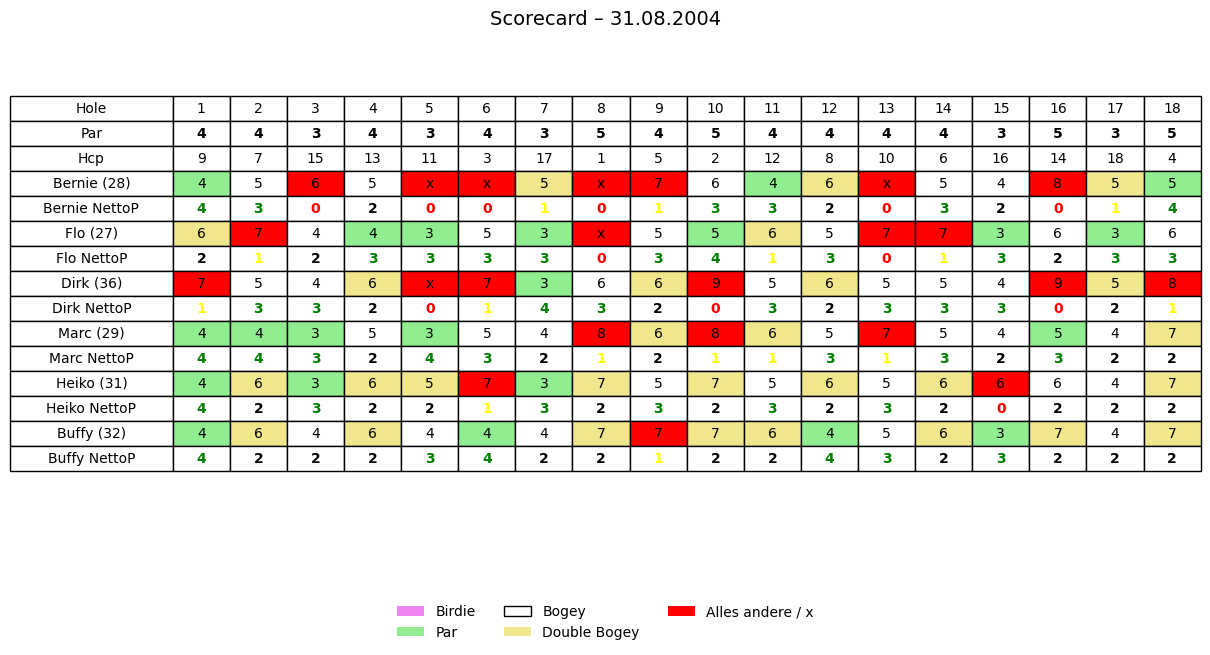 Scorecard – 31.08.2004
Hole 1 2 3 4 5 6 7 8 9 10 11 12 13 14 15 16 17 18
Par 4 4 3 4 3 4 3 5 4 5 4 4 4 4 3 5 3 5
Hcp 9 7 15 13 11 3 17 1 5 2 12 8 10 6 16 14 18 4
Bernie (28) 4 5 6 5 x x 5 x 7 6 4 6 x 5 4 8 5 5
Bernie NettoP 4 3 0 2 0 0 1 0 1 3 3 2 0 3 2 0 1 4
Flo (27) 6 7 4 4 3 5 3 x 5 5 6 5 7 7 3 6 3 6
Flo NettoP 2 1 2 3 3 3 3 0 3 4 1 3 0 1 3 2 3 3
Dirk (36) 7 5 4 6 x 7 3 6 6 9 5 6 5 5 4 9 5 8
Dirk NettoP 1 3 3 2 0 1 4 3 2 0 3 2 3 3 3 0 2 1
Marc (29) 4 4 3 5 3 5 4 8 6 8 6 5 7 5 4 5 4 7
Marc NettoP 4 4 3 2 4 3 2 1 2 1 1 3 1 3 2 3 2 2
Heiko (31) 4 6 3 6 5 7 3 7 5 7 5 6 5 6 6 6 4 7
Heiko NettoP 4 2 3 2 2 1 3 2 3 2 3 2 3 2 0 2 2 2
Buffy (32) 4 6 4 6 4 4 4 7 7 7 6 4 5 6 3 7 4 7
Buffy NettoP 4 2 2 2 3 4 2 2 1 2 2 4 3 2 3 2 2 2
Birdie Bogey Alles andere / x
Par Double Bogey